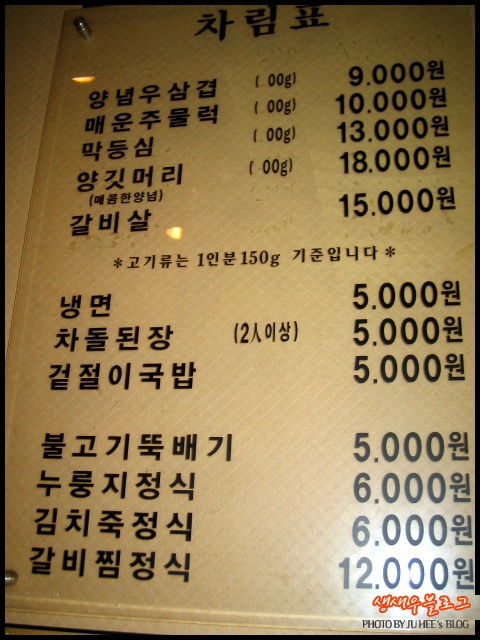 차림표
양념우삼겹 ( 00g) 9.000원
매운주물럭 ( 00g) 10.000원
막등심 ( 00g) 13.000원
양깃머리 ( 00g) 18.000원
(매콤한양념)
갈비살 15.000원
*고기류는 1인분150g 기준입니다*
냉면 5.000원
차돌된장 (2人이상) 5.000원
겉절이국밥 5.000원
불고기뚝배기 5.000원
누룽지정식 6.000원
김치죽정식 6.000원
갈비찜정식 12.000원
생새우블로그
PHOTO BY JU HEE's BLOG